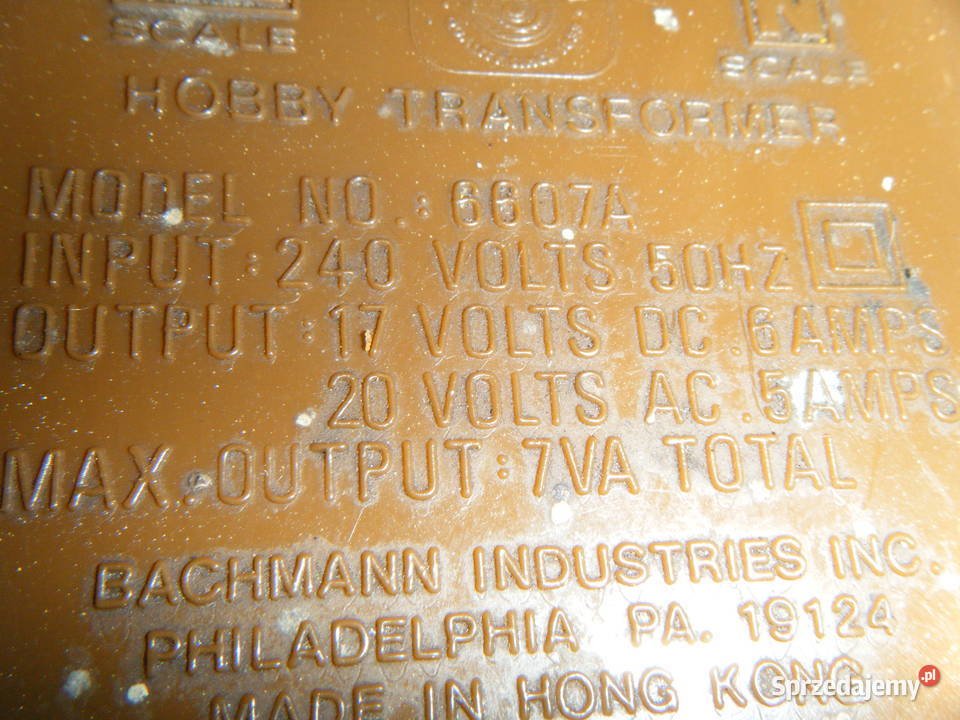 N
SCALE
SCALE
HOBBY TRANSFORMER
MODEL NO.: 6607A
INPUT: 240 VOLTS 50HZ
OUTPUT: 17 VOLTS DC .6AMPS
20 VOLTS AC .5AMPS
MAX. OUTPUT: 7VA TOTAL
BACHMANN INDUSTRIES INC.
PHILADELPHIA PA. 19124
MADE IN HONG KONG
Sprzedajemy.pl